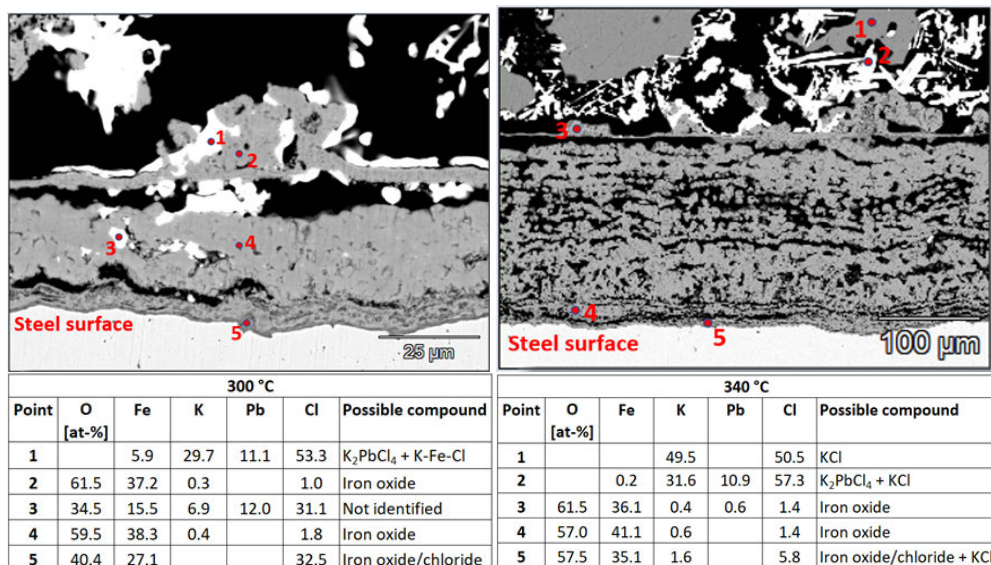 1
2
3
4
5
Steel surface
25 µm
1
2
3
4
5
Steel surface
100 µm
300 °C
Point O Fe K Pb Cl Possible compound
[at-%]
1 5.9 29.7 11.1 53.3 K₂PbCl₄ + K-Fe-Cl
2 61.5 37.2 0.3 1.0 Iron oxide
3 34.5 15.5 6.9 12.0 31.1 Not identified
4 59.5 38.3 0.4 1.8 Iron oxide
5 40.4 27.1 32.5 Iron oxide/chloride
340 °C
Point O Fe K Pb Cl Possible compound
[at-%]
1 49.5 50.5 KCl
2 0.2 31.6 10.9 57.3 K₂PbCl₄ + KCl
3 61.5 36.1 0.4 0.6 1.4 Iron oxide
4 57.0 41.1 0.6 1.4 Iron oxide
5 57.5 35.1 1.6 5.8 Iron oxide/chloride + KCl